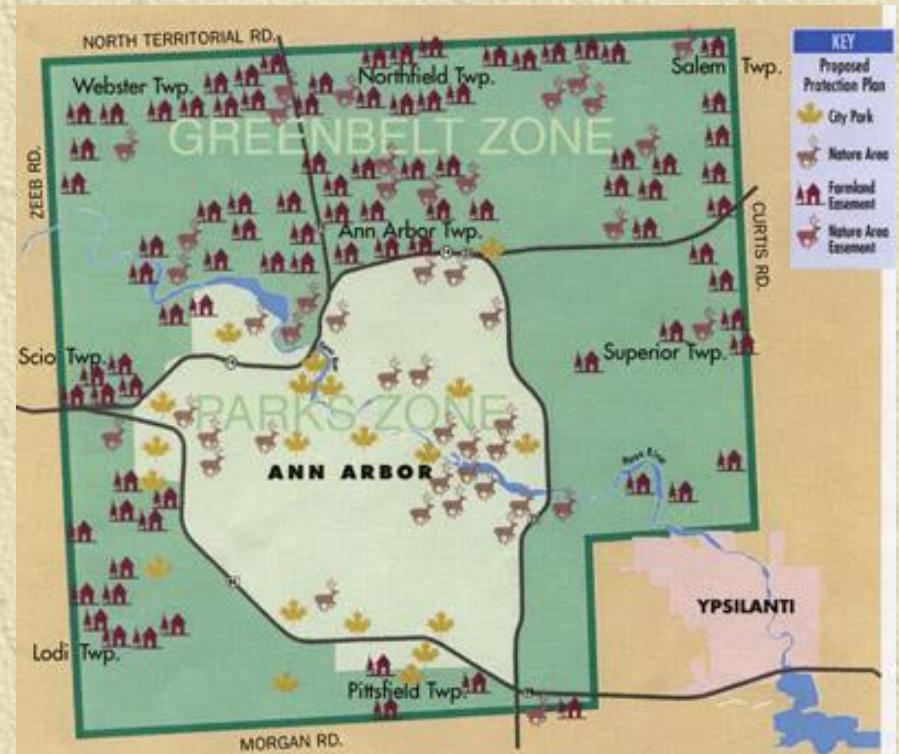 NORTH TERRITORIAL RD.
Webster Twp.
Northfield Twp.
Salem Twp.
KEY
Proposed
Protection Plan
City Park
Nature Area
Farmland
Easement
Nature Area
Easement
GREENBELT ZONE
ZEEB RD.
CURTIS RD.
Ann Arbor Twp.
Scio Twp.
Superior Twp.
PARKS ZONE
ANN ARBOR
YPSILANTI
Lodi Twp.
Pittsfield Twp.
MORGAN RD.